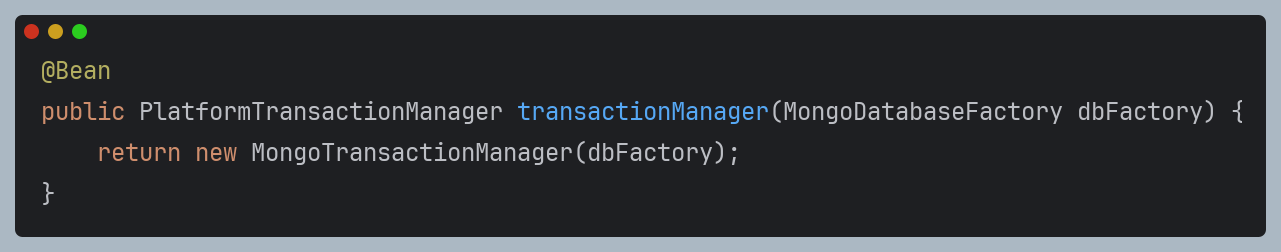 @Bean
public PlatformTransactionManager transactionManager(MongoDatabaseFactory dbFactory) {
    return new MongoTransactionManager(dbFactory);
}